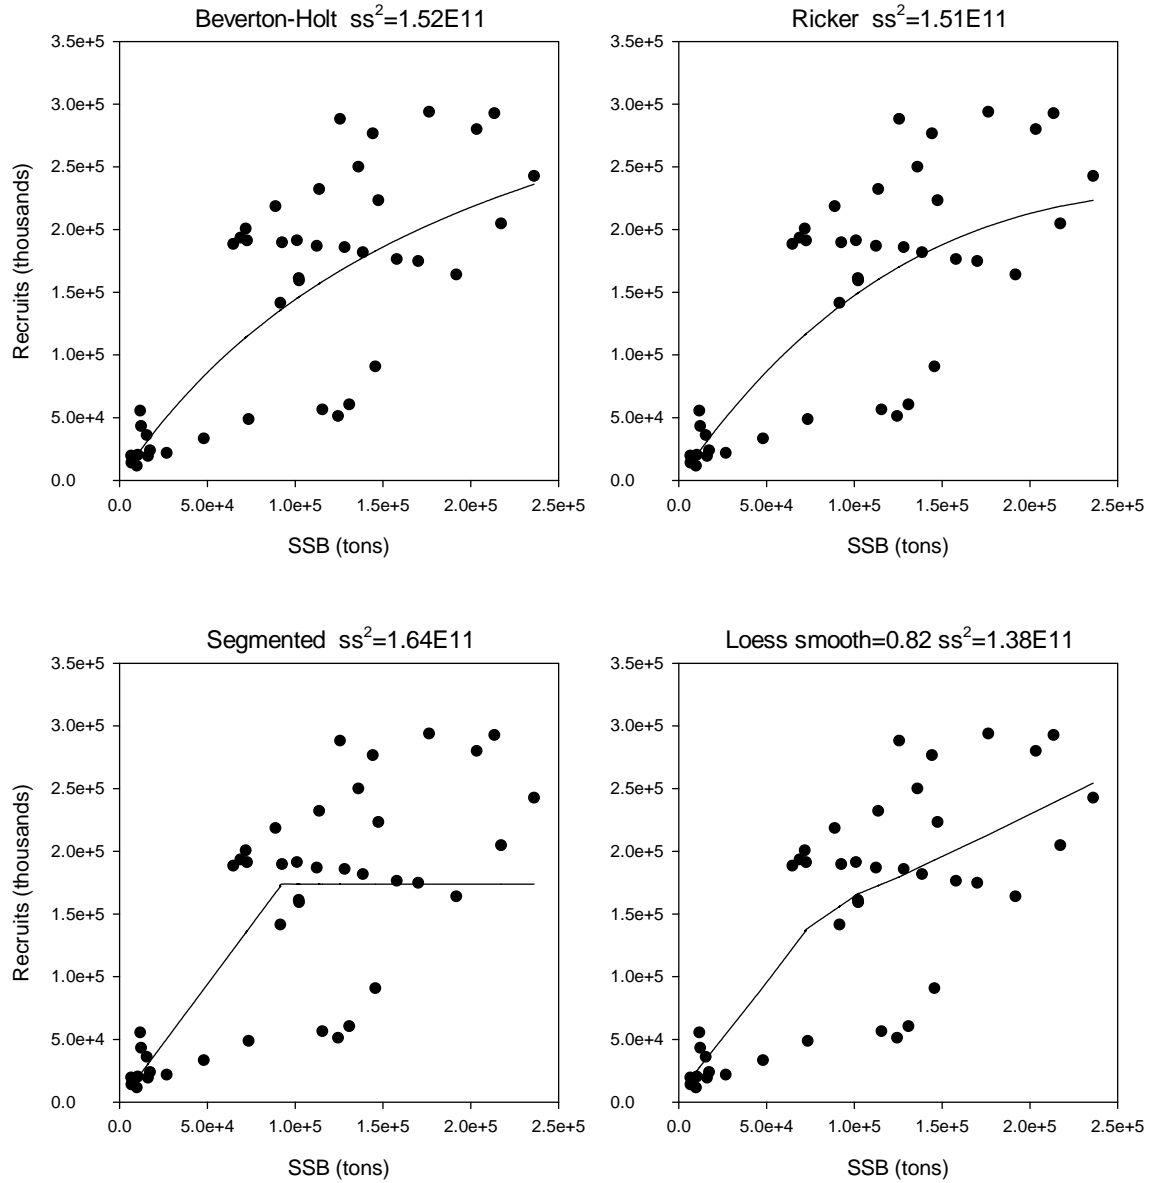 Beverton-Holt ss²=1.52E11
3.5e+5
3.0e+5
2.5e+5
2.0e+5
1.5e+5
1.0e+5
5.0e+4
0.0
Recruits (thousands)
0.0 5.0e+4 1.0e+5 1.5e+5 2.0e+5 2.5e+5
SSB (tons)
Ricker ss²=1.51E11
3.5e+5
3.0e+5
2.5e+5
2.0e+5
1.5e+5
1.0e+5
5.0e+4
0.0
0.0 5.0e+4 1.0e+5 1.5e+5 2.0e+5 2.5e+5
SSB (tons)
Segmented ss²=1.64E11
3.5e+5
3.0e+5
2.5e+5
2.0e+5
1.5e+5
1.0e+5
5.0e+4
0.0
Recruits (thousands)
0.0 5.0e+4 1.0e+5 1.5e+5 2.0e+5 2.5e+5
SSB (tons)
Loess smooth=0.82 ss²=1.38E11
3.5e+5
3.0e+5
2.5e+5
2.0e+5
1.5e+5
1.0e+5
5.0e+4
0.0
0.0 5.0e+4 1.0e+5 1.5e+5 2.0e+5 2.5e+5
SSB (tons)